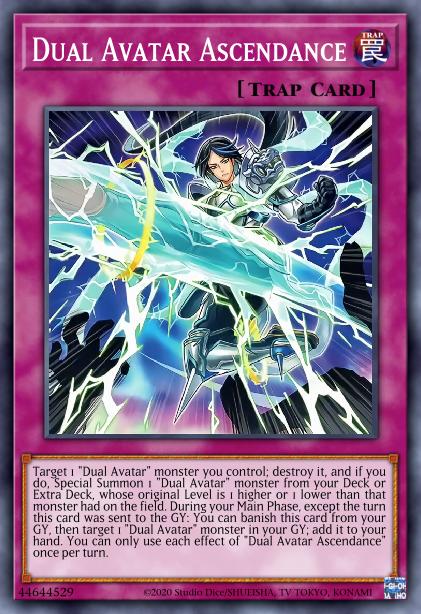 DUAL AVATAR ASCENDANCE
TRAP
罠
[TRAP CARD]
Target 1 "Dual Avatar" monster you control; destroy it, and if you
do, Special Summon 1 "Dual Avatar" monster from your Deck or
Extra Deck, whose original Level is 1 higher or 1 lower than that
monster had on the field. During your Main Phase, except the turn
this card was sent to the GY: You can banish this card from your
GY, then target 1 "Dual Avatar" monster in your GY; add it to your
hand. You can only use each effect of "Dual Avatar Ascendance"
once per turn.
44644529
©2020 Studio Dice/SHUEISHA, TV TOKYO, KONAMI